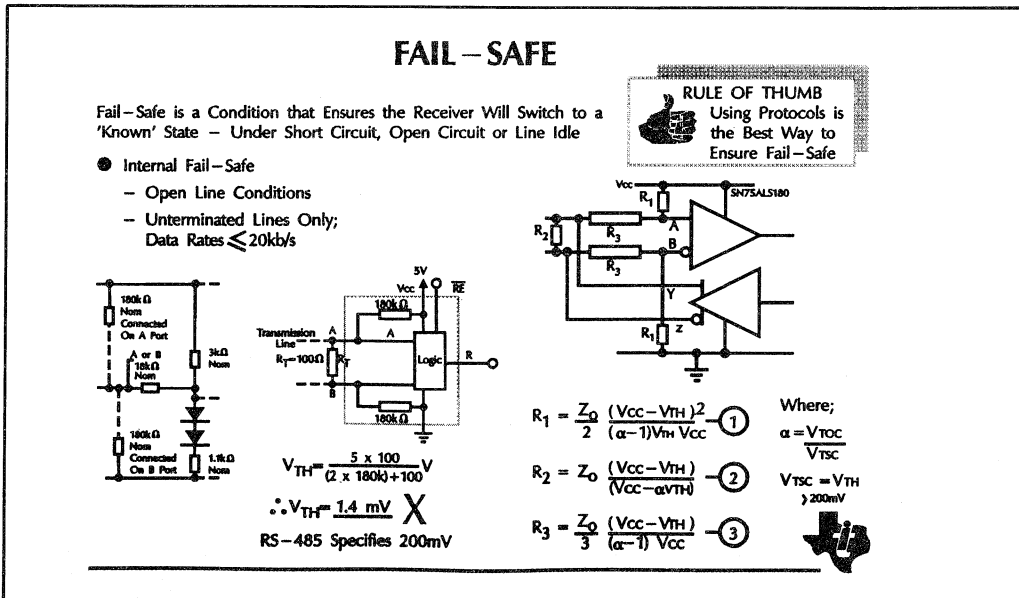 FAIL – SAFE
Fail – Safe is a Condition that Ensures the Receiver Will Switch to a
'Known' State – Under Short Circuit, Open Circuit or Line Idle
RULE OF THUMB
Using Protocols is
the Best Way to
Ensure Fail – Safe
● Internal Fail – Safe
– Open Line Conditions
– Unterminated Lines Only;
Data Rates ⩽ 20kb/s
180kΩ
Nom
Connected
On A Port
A or B
18kΩ
Nom
3kΩ
Nom
180kΩ
Nom
Connected
On B Port
1.1kΩ
Nom
5V
Vcc
RE
180kΩ
Transmission
Line
A
A
R_T=100Ω
R_T
Logic
R
B
180kΩ
V_TH = 5 x 100 / (2 x 180k)+100 V
∴ V_TH = 1.4 mV X
RS – 485 Specifies 200mV
Vcc
SN75ALS180
R1
R2
R3
A
R3
B
Y
Z
R1
R1 = Zo/2 (VCC – VTH)² / (α–1)VTH VCC – 1
R2 = Zo (VCC – VTH) / (VCC – αVTH) – 2
R3 = Zo/3 (VCC – VTH) / (α–1) VCC – 3
Where;
α = VTOC / VTSC
VTSC = VTH
⩾200mV